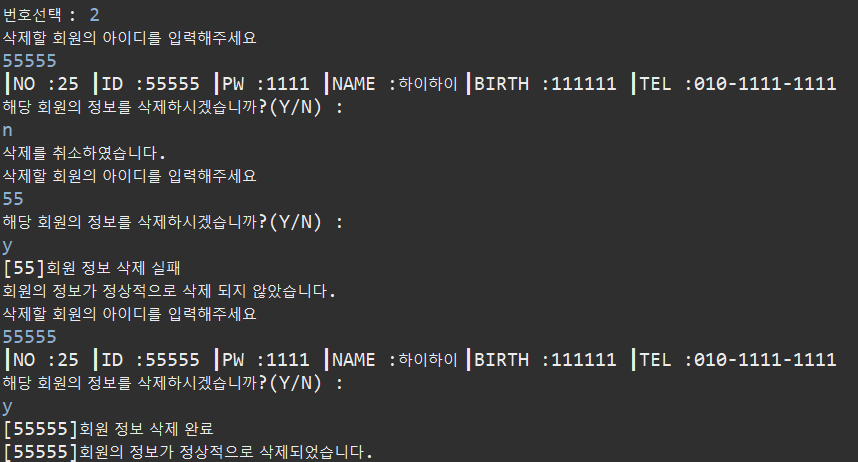 번호선택 : 2
삭제할 회원의 아이디를 입력해주세요
55555
┃NO :25 ┃ID :55555 ┃PW :1111 ┃NAME :하이하이┃BIRTH :111111 ┃TEL :010-1111-1111
해당 회원의 정보를 삭제하시겠습니까?(Y/N) :
n
삭제를 취소하였습니다.
삭제할 회원의 아이디를 입력해주세요
55
해당 회원의 정보를 삭제하시겠습니까?(Y/N) :
y
[55]회원 정보 삭제 실패
회원의 정보가 정상적으로 삭제 되지 않았습니다.
삭제할 회원의 아이디를 입력해주세요
55555
┃NO :25 ┃ID :55555 ┃PW :1111 ┃NAME :하이하이┃BIRTH :111111 ┃TEL :010-1111-1111
해당 회원의 정보를 삭제하시겠습니까?(Y/N) :
y
[55555]회원 정보 삭제 완료
[55555]회원의 정보가 정상적으로 삭제되었습니다.